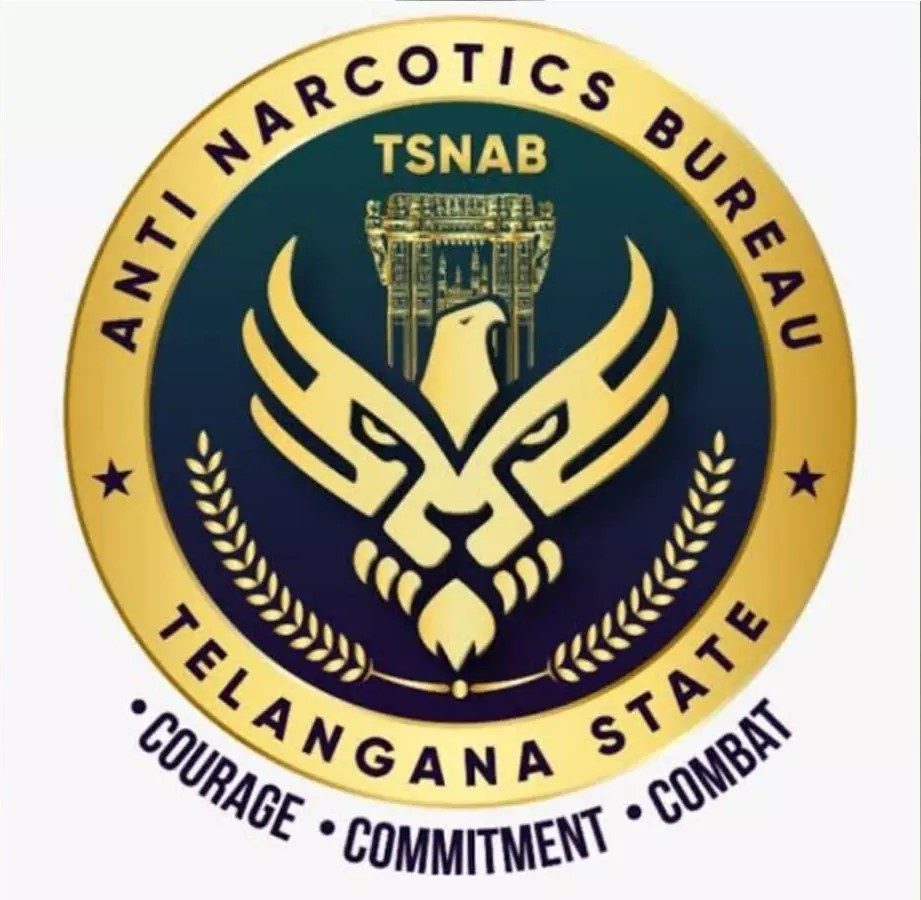 ANTI NARCOTICS BUREAU
TSNAB
TELANGANA STATE
• COURAGE • COMMITMENT • COMBAT